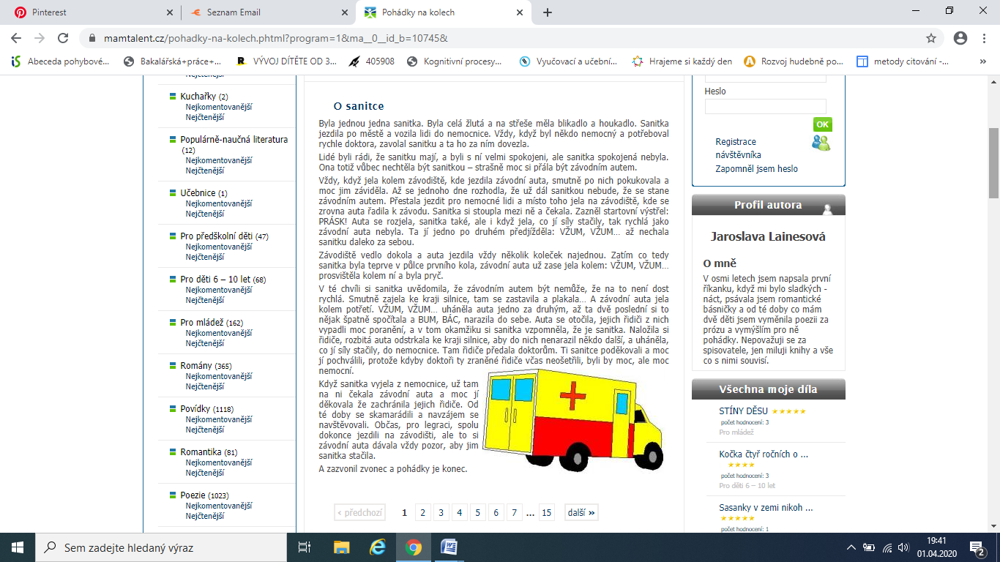 Pinterest
Seznam Email
Pohádky na kolech
mamtalent.cz/pohadky-na-kolech.phtml?program=1&ma__0__id_b=10745&
Abeceda pohybové...
Bakalářská+práce+...
VÝVOJ DÍTĚTE OD 3...
405908
Kognitivní procesy...
Vyučovací a učební...
Hrajeme si každý den
Rozvoj hudebně po...
metody citování -...
»
Nejčtenější
Kuchařky (2)
Nejkomentovanější
Nejčtenější
Populárně-naučná literatura
(12)
Nejkomentovanější
Nejčtenější
Učebnice (1)
Nejkomentovanější
Nejčtenější
Pro předškolní děti (47)
Nejkomentovanější
Nejčtenější
Pro děti 6 – 10 let (68)
Nejkomentovanější
Nejčtenější
Pro mládež (162)
Nejkomentovanější
Nejčtenější
Romány (365)
Nejkomentovanější
Nejčtenější
Povídky (1118)
Nejkomentovanější
Nejčtenější
Romantika (81)
Nejkomentovanější
Nejčtenější
Poezie (1023)
Nejkomentovanější
Nejčtenější
O sanitce
Byla jednou jedna sanitka. Byla celá žlutá a na střeše měla blikadlo a houkadlo. Sanitka
jezdila po městě a vozila lidi do nemocnice. Vždy, když byl někdo nemocný a potřeboval
rychle doktora, zavolal sanitku a ta ho za ním dovezla.
Lidé byli rádi, že sanitku mají, a byli s ní velmi spokojeni, ale sanitka spokojená nebyla.
Ona totiž vůbec nechtěla být sanitkou – strašně moc si přála být závodním autem.
Vždy, když jela kolem závodiště, kde jezdila závodní auta, smutně po nich pokukovala a
moc jim záviděla. Až se jednoho dne rozhodla, že už dál sanitkou nebude, že se stane
závodním autem. Přestala jezdit pro nemocné lidi a místo toho jela na závodiště, kde se
zrovna auta řadila k závodu. Sanitka si stoupla mezi ně a čekala. Zazněl startovní výstřel:
PRÁSK! Auta se rozjela, sanitka také, ale i když jela, co jí síly stačily, tak rychlá jako
závodní auta nebyla. Ta jí jedno po druhém předjížděla: VŽUM, VŽUM... až nechala
sanitku daleko za sebou.
Závodiště vedlo dokola a auta jezdila vždy několik koleček najednou. Zatím co tedy
sanitka byla teprve v půlce prvního kola, závodní auta už zase jela kolem: VŽUM, VŽUM...
prosvištěla kolem ní a byla pryč.
V té chvíli si sanitka uvědomila, že závodním autem být nemůže, že na to není dost
rychlá. Smutně zajela ke kraji silnice, tam se zastavila a plakala... A závodní auta jela
kolem potřetí. VŽUM, VŽUM... uháněla auta jedno za druhým, až ta dvě poslední si to
nějak špatně spočítala a BUM, BÁC, narazila do sebe. Auta se otočila, jejich řidiči z nich
vypadli moc poranění, a v tom okamžiku si sanitka vzpomněla, že je sanitka. Naložila si
řidiče, rozbitá auta odstrkala ke kraji silnice, aby do nich nenarazil někdo další, a uháněla,
co jí síly stačily, do nemocnice. Tam řidiče předala doktorům. Ti sanitce poděkovali a moc
jí pochválili, protože kdyby doktoři ty zraněné řidiče včas neošetřili, byli by moc, ale moc
nemocní.
Když sanitka vyjela z nemocnice, už tam
na ni čekala závodní auta a moc jí
děkovala že zachránila jejich řidiče. Od
té doby se skamarádili a navzájem se
navštěvovali. Občas, pro legraci, spolu
dokonce jezdili na závodišti, ale to si
závodní auta dávala vždy pozor, aby jim
sanitka stačila.
A zazvonil zvonec a pohádky je konec.
< předchozí 1 2 3 4 5 6 7 ... 15 další »
Heslo
OK
Registrace
návštěvníka
Zapomněl jsem heslo
Profil autora
Jaroslava Lainesová
O mně
V osmi letech jsem napsala první
říkanku, když mi bylo sladkých -
náct, psávala jsem romantické
básničky a od té doby co mám
dvě děti jsem vyměnila poezii za
prózu a vymýšlím pro ně
pohádky. Nepovažuji se za
spisovatele, jen miluji knihy a vše
co s nimi souvisí.
Všechna moje díla
STÍNY DĚSU
počet hodnocení: 3
Pro mládež
Kočka čtyř ročních o ...
počet hodnocení: 3
Pro děti 6 – 10 let
Sasanky v zemi nikoh ...
počet hodnocení: 1
Sem zadejte hledaný výraz
19:41
01.04.2020
2